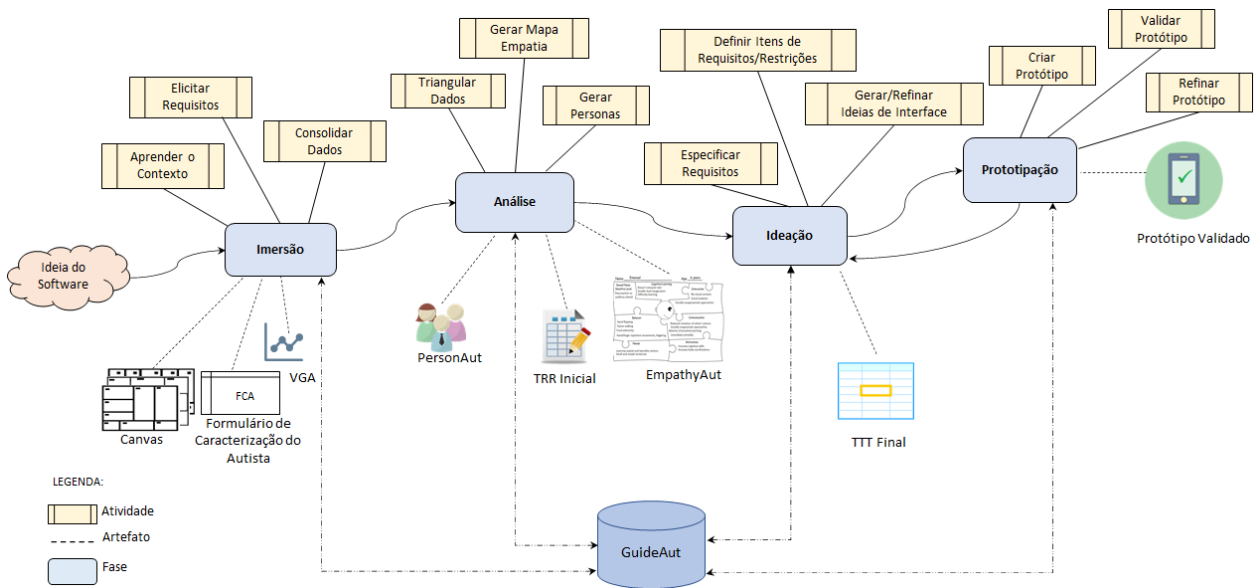 Gerar Mapa
Empatia
Definir Itens de
Requisitos/Restrições
Validar
Protótipo
Elicitar
Requisitos
Triangular
Dados
Gerar
Personas
Gerar/Refinar
Ideias de Interface
Criar
Protótipo
Refinar
Protótipo
Aprender o
Contexto
Consolidar
Dados
Especificar
Requisitos
Imersão
Análise
Ideação
Prototipação
Ideia do
Software
Protótipo Validado
VGA
PersonAut
TRR Inicial
EmpathyAut
Canvas
FCA
Formulário de
Caracterização do
Autista
TTT Final
LEGENDA:
Atividade
Artefato
Fase
GuideAut